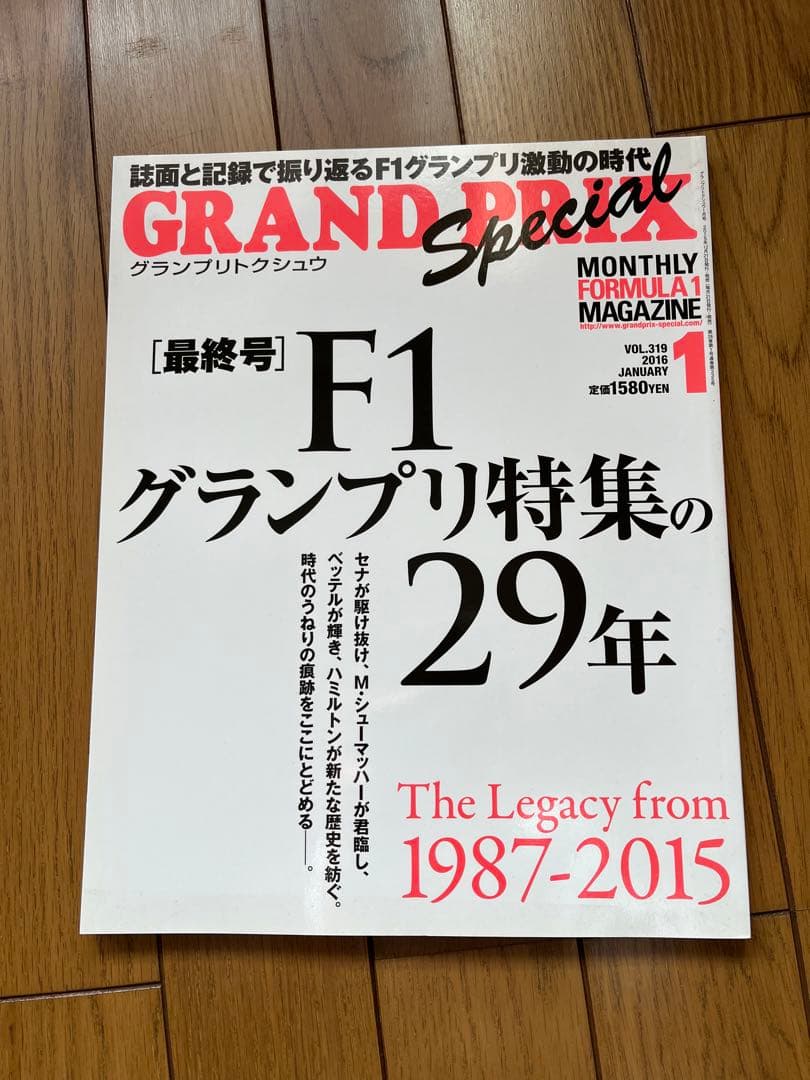 誌面と記録で振り返るF1グランプリ激動の時代
GRAND PRIX
Special
グランプリトクシュウ
MONTHLY
FORMULA 1
MAGAZINE
http://www.grandprix-special.com/
VOL.319
2016
JANUARY
定価1580YEN
1
[最終号]
F1
グランプリ特集の
29年
セナが駆け抜け、M・シューマッハーが君臨し、
ベッテルが輝き、ハミルトンが新たな歴史を紡ぐ。
時代のうねりの痕跡をここにとどめる──。
The Legacy from
1987-2015